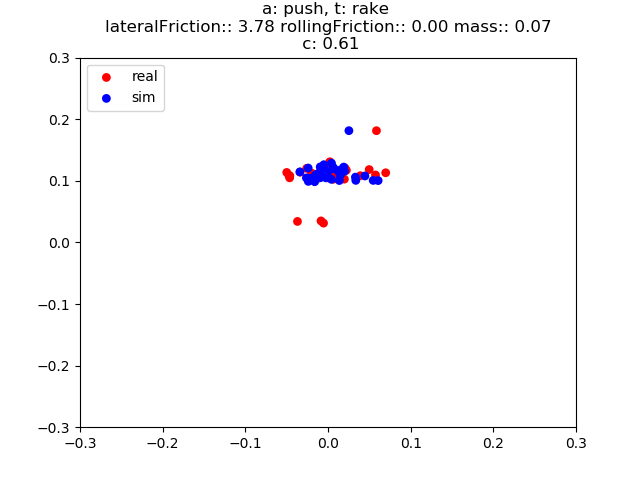 a: push, t: rake
lateralFriction:: 3.78 rollingFriction:: 0.00 mass:: 0.07
c: 0.61
real
sim
0.3
0.2
0.1
0.0
−0.1
−0.2
−0.3
−0.3
−0.2
−0.1
0.0
0.1
0.2
0.3